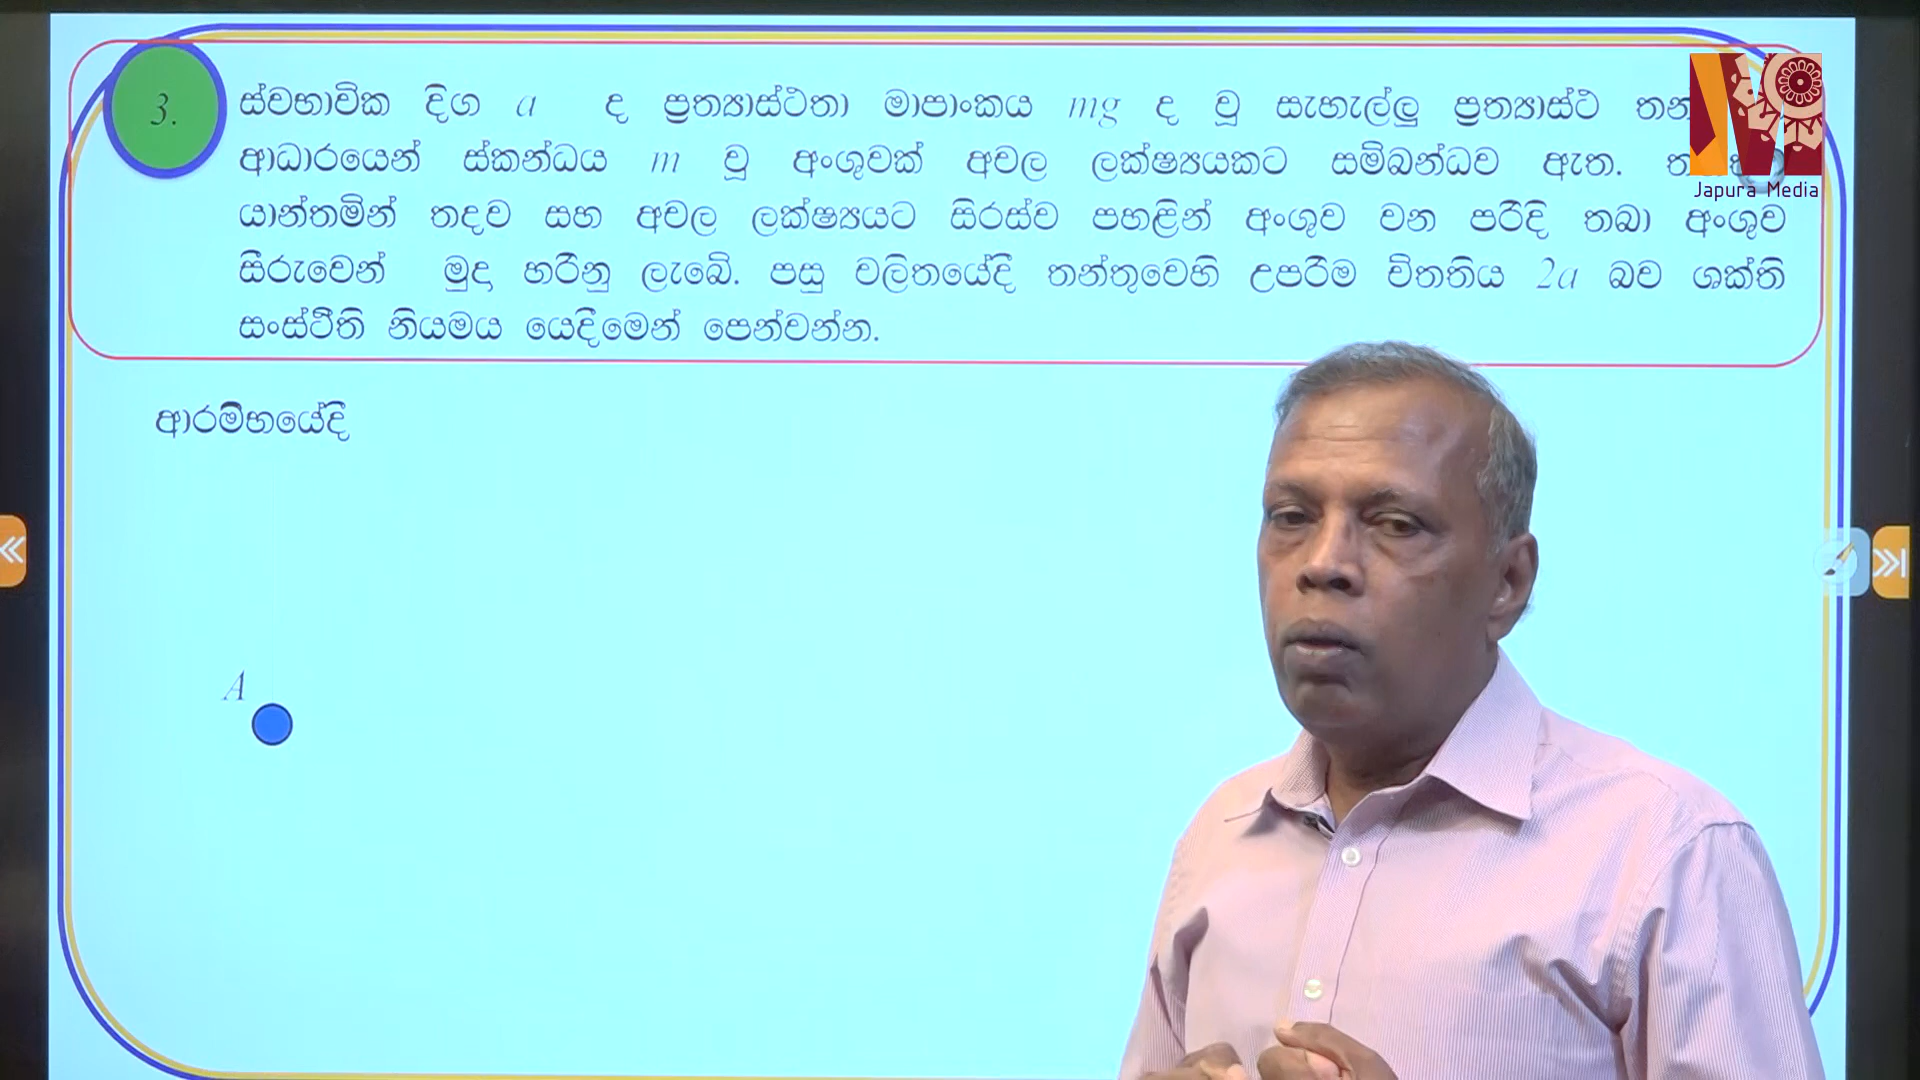 3.
ස්වභාවික දිග a ද ප්‍රත්‍යාස්ථතා මාපාංකය mg ද වූ සැහැල්ලු ප්‍රත්‍යාස්ථ
ආධාරයෙන් ස්කන්ධය m වූ අංශුවක් අචල ලක්ෂ්‍යයකට සම්බන්ධව ඇත.
යාන්තමින් තදව සහ අචල ලක්ෂ්‍යයට සිරස්ව පහළින් අංශුව වන පරිදි තබා අංශුව
සීරුවෙන් මුදා හරිනු ලැබේ. පසු චලිතයේදී තන්තුවෙහි උපරිම විතතිය 2a බව ශක්ති
සංස්ථිති නියමය යෙදීමෙන් පෙන්වන්න.
Japura Media
ආරම්භයේදී
A